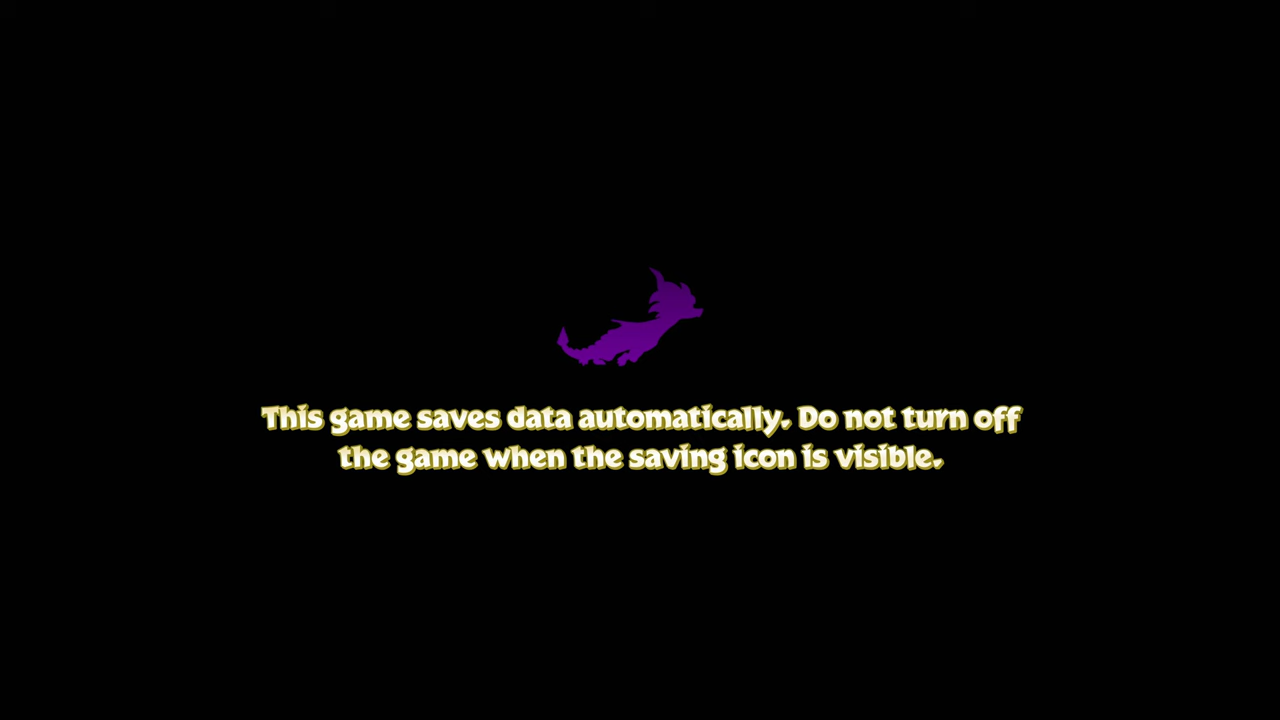 This game saves data automatically. Do not turn off
the game when the saving icon is visible.